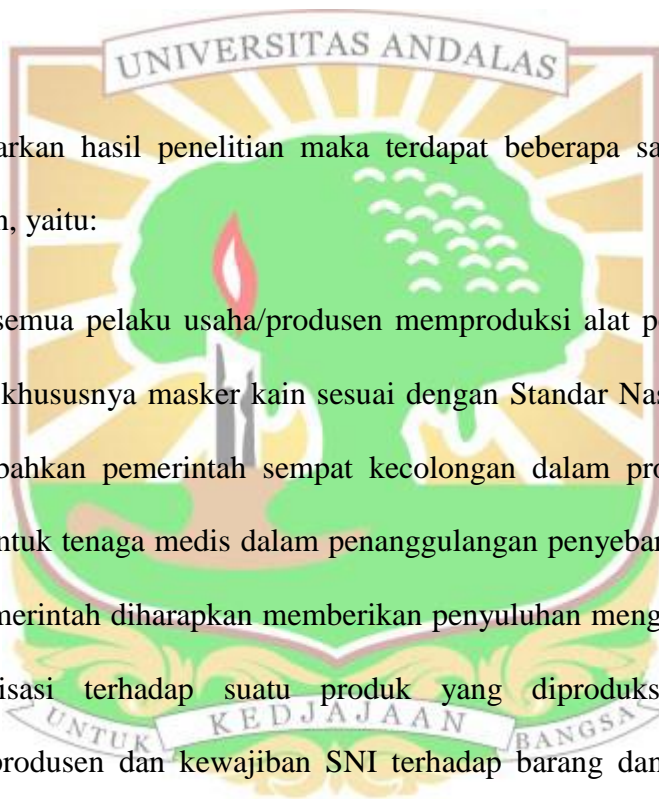 UNIVERSITAS ANDALAS
arkan hasil penelitian maka terdapat beberapa sa
n, yaitu:
semua pelaku usaha/produsen memproduksi alat p
khususnya masker kain sesuai dengan Standar Nas
bahkan pemerintah sempat kecolongan dalam pro
ntuk tenaga medis dalam penanggulangan penyebar
merintah diharapkan memberikan penyuluhan meng
isasi terhadap suatu produk yang diproduks
UNTUK KEDJAJAAN BANGSA
produsen dan kewajiban SNI terhadap barang dan